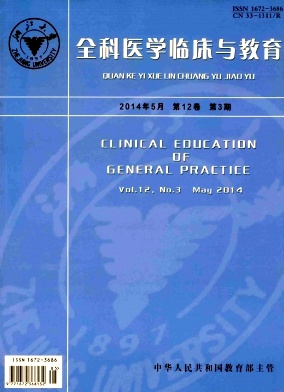 ISSN 1672-3686
CN 33-1311/R
全科医学临床与教育
QUAN KE YI XUE LIN CHUANG YU JIAO YU
2014年5月 第12卷 第3期
CLINICAL EDUCATION
OF
GENERAL PRACTICE
Vol.12, No.3 May 2014
ZHEJIANG UNIVERSITY
1897
ISSN 1672-3686
中华人民共和国教育部主管